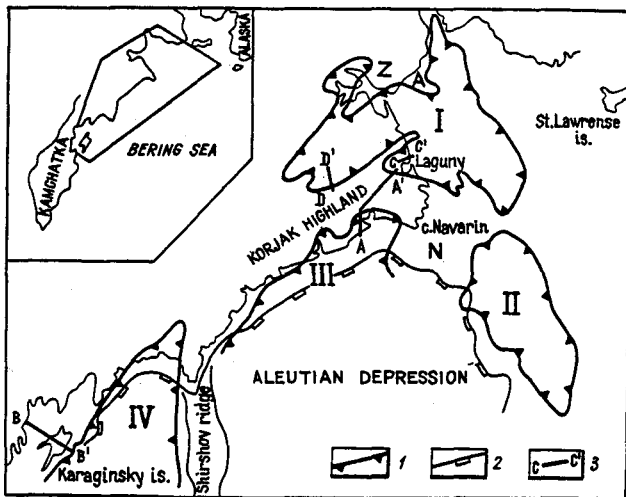 ALASKA
KAMCHATKA
BERING SEA
Z
A
I
St. Lawrense
is.
D'
C'
C
Laguny
D
A'
KORJAK HIGHLAND
A
c. Navarin
N
III
II
ALEUTIAN DEPRESSION
IV
B
B'
Shirshov ridge
Karaginsky is.
1
2
C C'
3